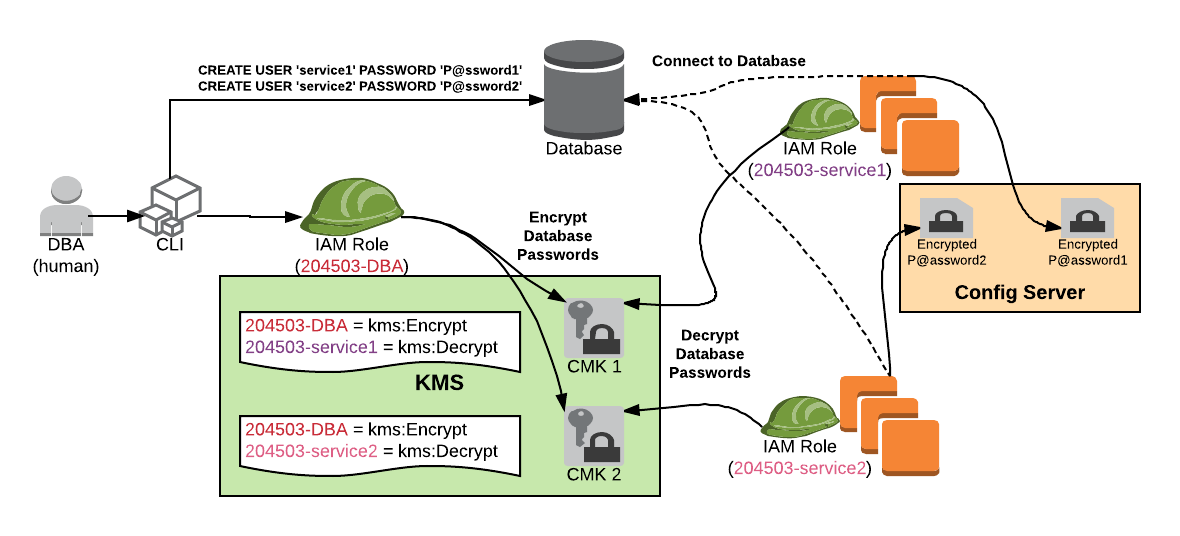 CREATE USER 'service1' PASSWORD 'P@ssword1'
CREATE USER 'service2' PASSWORD 'P@ssword2'
Connect to Database
Database
IAM Role
(204503-service1)
DBA
(human)
CLI
IAM Role
(204503-DBA)
Encrypt
Database
Passwords
Encrypted
P@assword2
Encrypted
P@assword1
Config Server
204503-DBA = kms:Encrypt
204503-service1 = kms:Decrypt
KMS
CMK 1
Decrypt
Database
Passwords
204503-DBA = kms:Encrypt
204503-service2 = kms:Decrypt
CMK 2
IAM Role
(204503-service2)